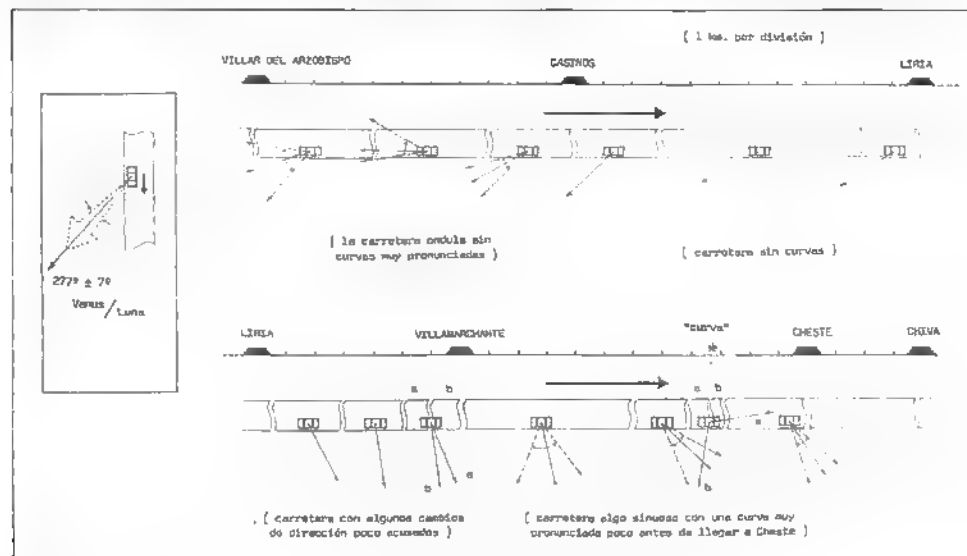 ( 1 km. por división )
VILLAR DEL ARZOBISPO CASINOS LIRIA
( la carretera ondula sin
curvas muy pronunciadas )
( carretera sin curvas )
277º ± 7º
Venus/Luna
LIRIA VILLAMARCHANTE "curva" CHESTE CHIVA
a b a b
a
b a b
( carretera con algunos cambios
de dirección poco acusados )
( carretera algo sinuosa con una curva muy
pronunciada poco antes de llegar a Cheste )